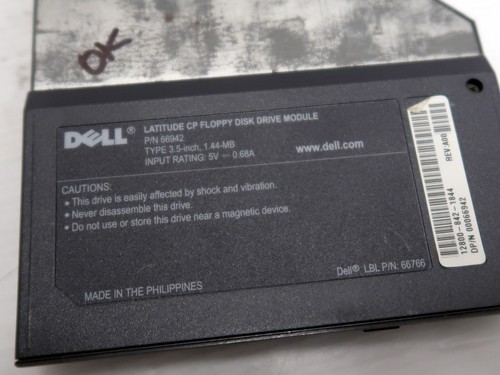 OK
DELL
LATITUDE CP FLOPPY DISK DRIVE MODULE
P/N 66942
TYPE 3.5-inch, 1.44-MB
INPUT RATING: 5V ⎓ 0.68A
www.dell.com
CAUTIONS:
• This drive is easily affected by shock and vibration.
• Never disassemble this drive.
• Do not use or store this drive near a magnetic device.
Dell® LBL P/N: 66766
MADE IN THE PHILIPPINES
12800-842-1844
REV:A00
DP/N 00066942